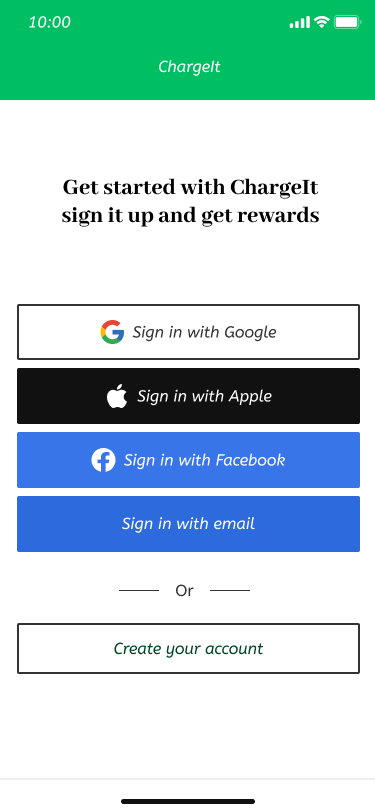 10:00
ChargeIt
Get started with ChargeIt
sign it up and get rewards
Sign in with Google
Sign in with Apple
Sign in with Facebook
Sign in with email
Or
Create your account